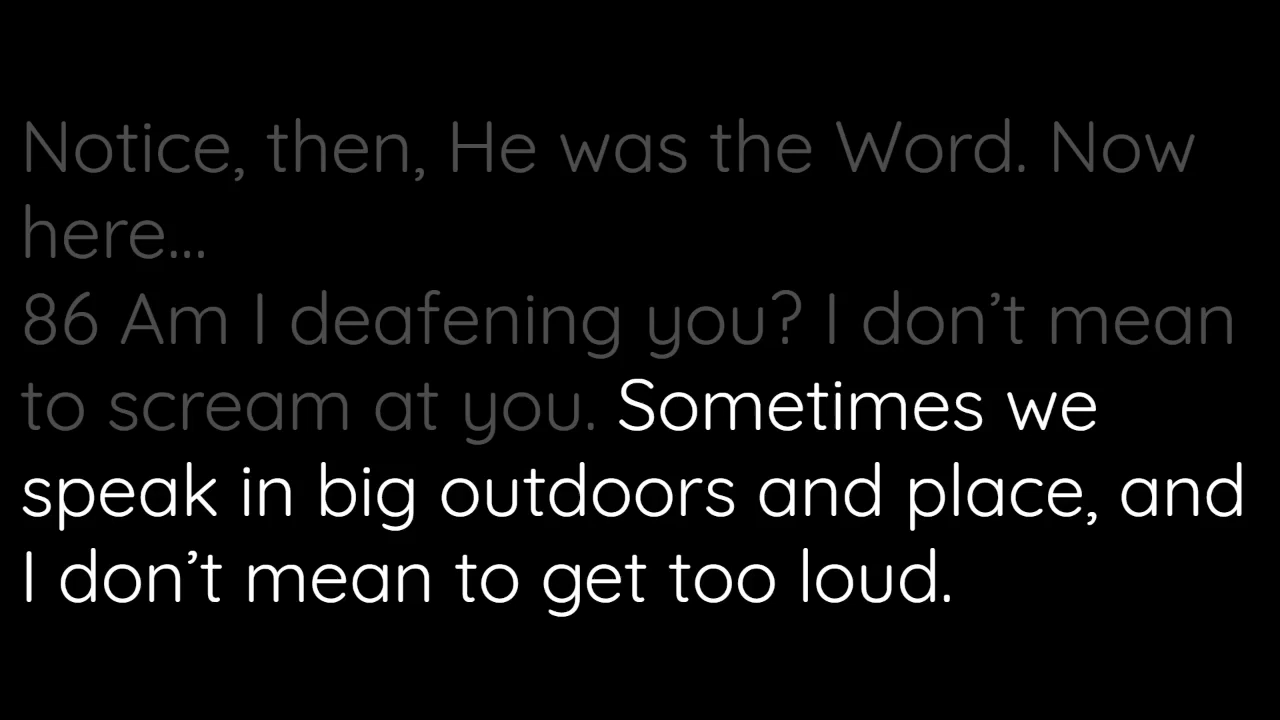 Notice, then, He was the Word. Now
here...
86 Am I deafening you? I don’t mean
to scream at you. Sometimes we
speak in big outdoors and place, and
I don’t mean to get too loud.